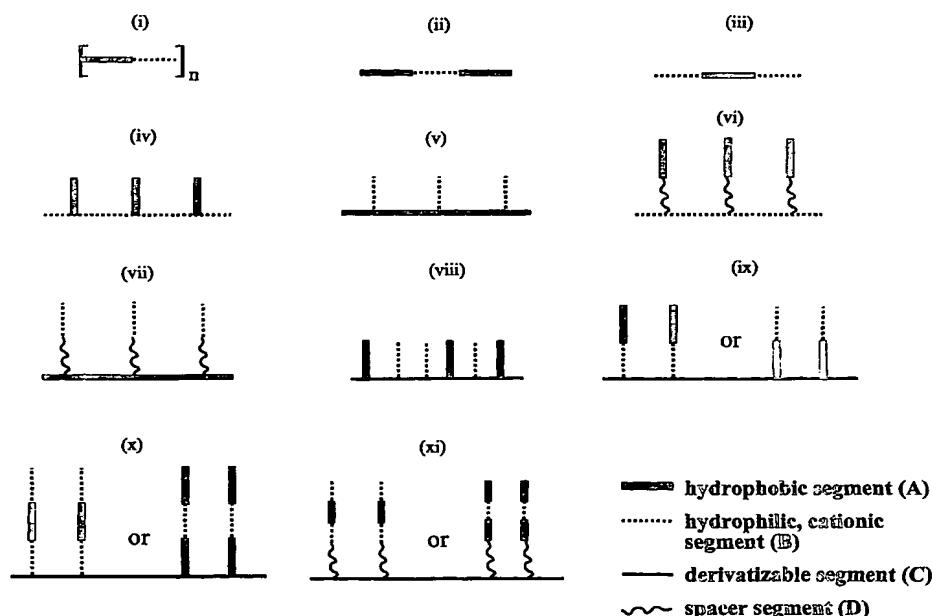 (i)
(ii)
(iii)
n
(iv)
(v)
(vi)
(vii)
(viii)
(ix)
or
(x)
(xi)
or
or
hydrophobic segment (A)
hydrophilic, cationic
segment (B)
derivatizable segment (C)
spacer segment (D)